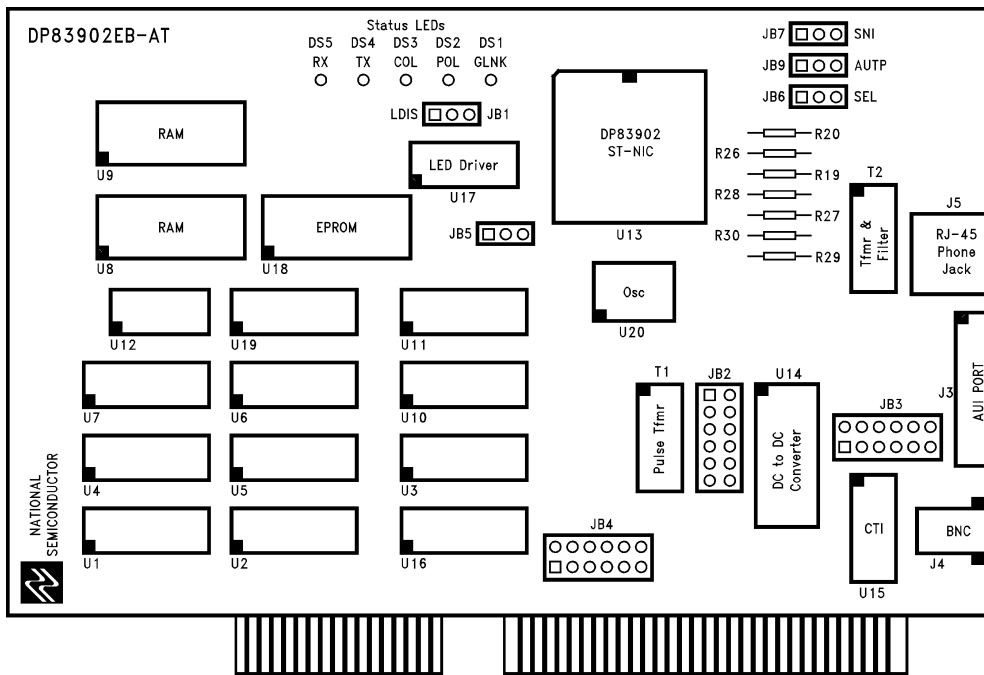 DP83902EB-AT
Status LEDs
DS5 DS4 DS3 DS2 DS1
RX TX COL POL GLNK
JB7 SNI
JB9 AUTP
JB6 SEL
LDIS JB1
RAM
U9
LED Driver
U17
DP83902
ST-NIC
U13
R20
R26
R19
R28
R27
R30
R29
T2
Tfmr &
Filter
J5
RJ-45
Phone
Jack
RAM
U8
EPROM
U18
JB5
Osc
U20
U12
U19
U11
U7
U6
U10
T1
Pulse Tfmr
JB2
U14
DC to DC
Converter
JB3
J3
AUI PORT
U4
U5
U3
NATIONAL
SEMICONDUCTOR
U1
U2
U16
JB4
CTI
U15
BNC
J4